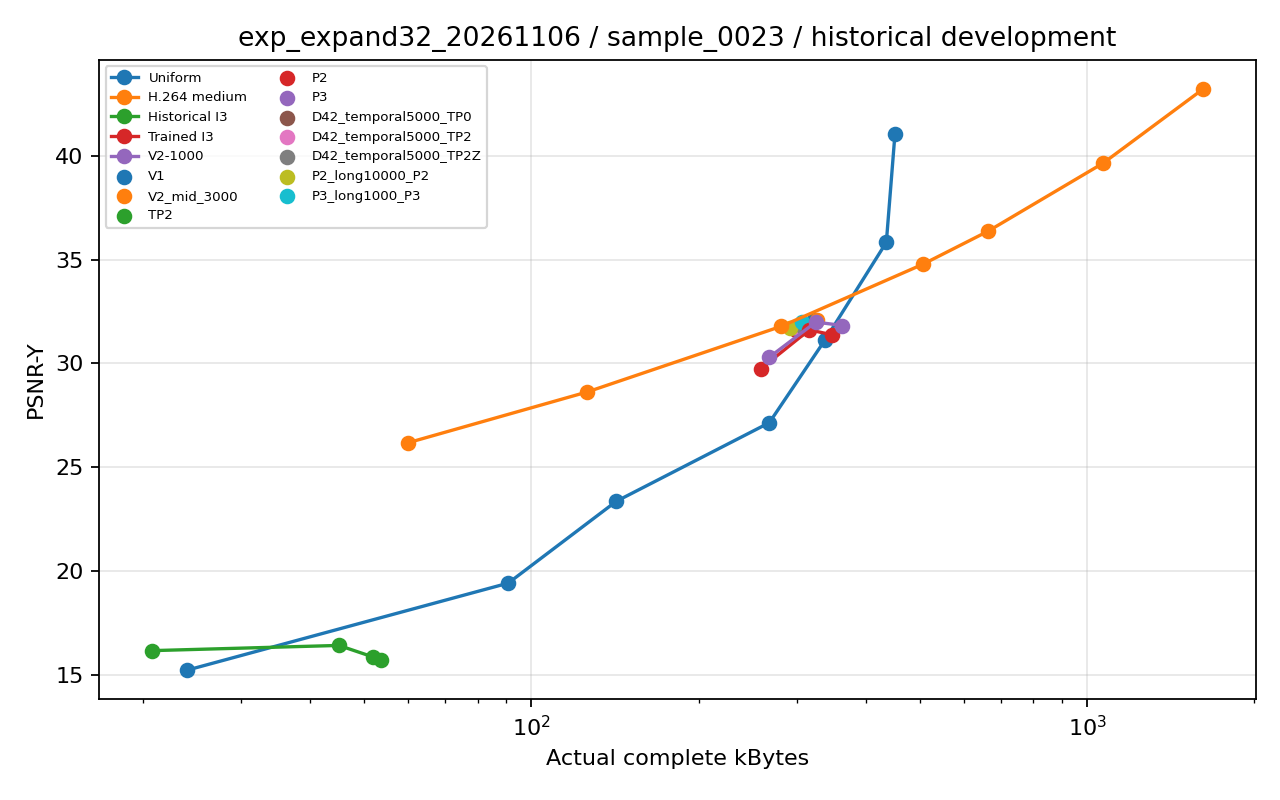 exp_expand32_20261106 / sample_0023 / historical development
Uniform
H.264 medium
Historical I3
Trained I3
V2-1000
V1
V2_mid_3000
TP2
P2
P3
D42_temporal5000_TP0
D42_temporal5000_TP2
D42_temporal5000_TP2Z
P2_long10000_P2
P3_long1000_P3
PSNR-Y
40
35
30
25
20
15
10²
10³
Actual complete kBytes